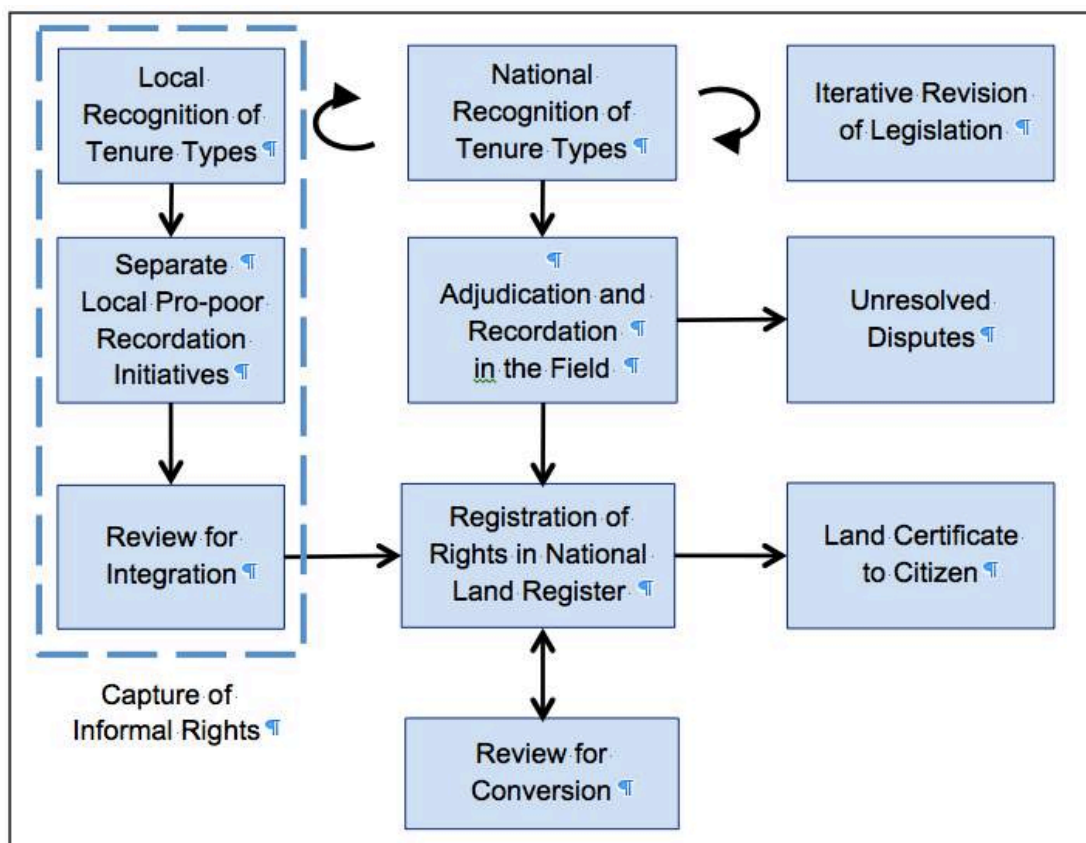 Local
Recognition of
Tenure Types ¶
National
Recognition of
Tenure Types ¶
Iterative Revision
of Legislation ¶
Separate ¶
Local Pro-poor
Recordation
Initiatives ¶
¶
Adjudication and
Recordation ¶
in the Field ¶
Unresolved
Disputes ¶
Review for
Integration ¶
Registration of
Rights in National
Land Register ¶
Land Certificate
to Citizen ¶
Capture of
Informal Rights ¶
Review for
Conversion ¶